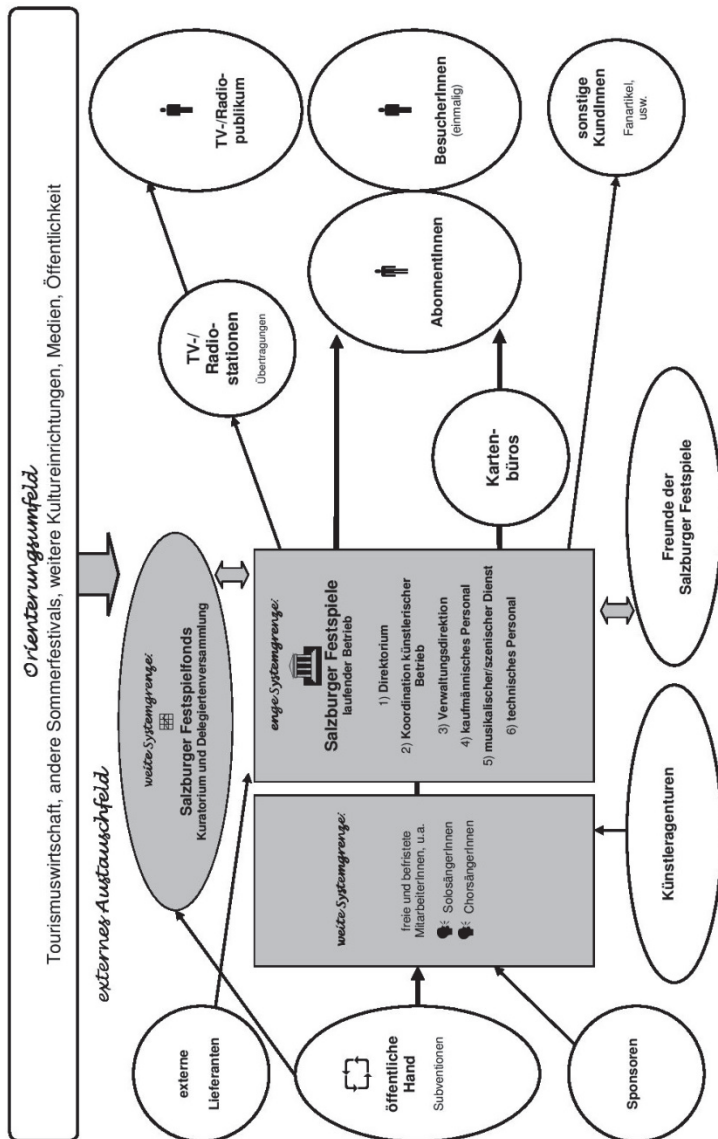 Orientierungsumfeld
Tourismuswirtschaft, andere Sommerfestivals, weitere Kultureinrichtungen, Medien, Öffentlichkeit
externes Austauschfeld
weite Systemgrenze:
Salzburger Festspielfonds
Kuratorium und Delegiertenversammlung
externe
Lieferanten
öffentliche
Hand
Subventionen
Sponsoren
weite Systemgrenze:
freie und befristete
MitarbeiterInnen, u.a.
SolosängerInnen
ChorsängerInnen
enge Systemgrenze:
Salzburger Festspiele
laufender Betrieb
1) Direktorium
2) Koordination künstlerischer
Betrieb
3) Verwaltungsdirektion
4) kaufmännisches Personal
5) musikalischer/szenischer Dienst
6) technisches Personal
Künstleragenturen
Freunde der
Salzburger Festspiele
TV-/
Radio-
stationen
Übertragungen
Karten-
büros
AbonnentInnen
TV-/Radio-
publikum
BesucherInnen
(einmalig)
sonstige
KundInnen
Fanartikel,
usw.